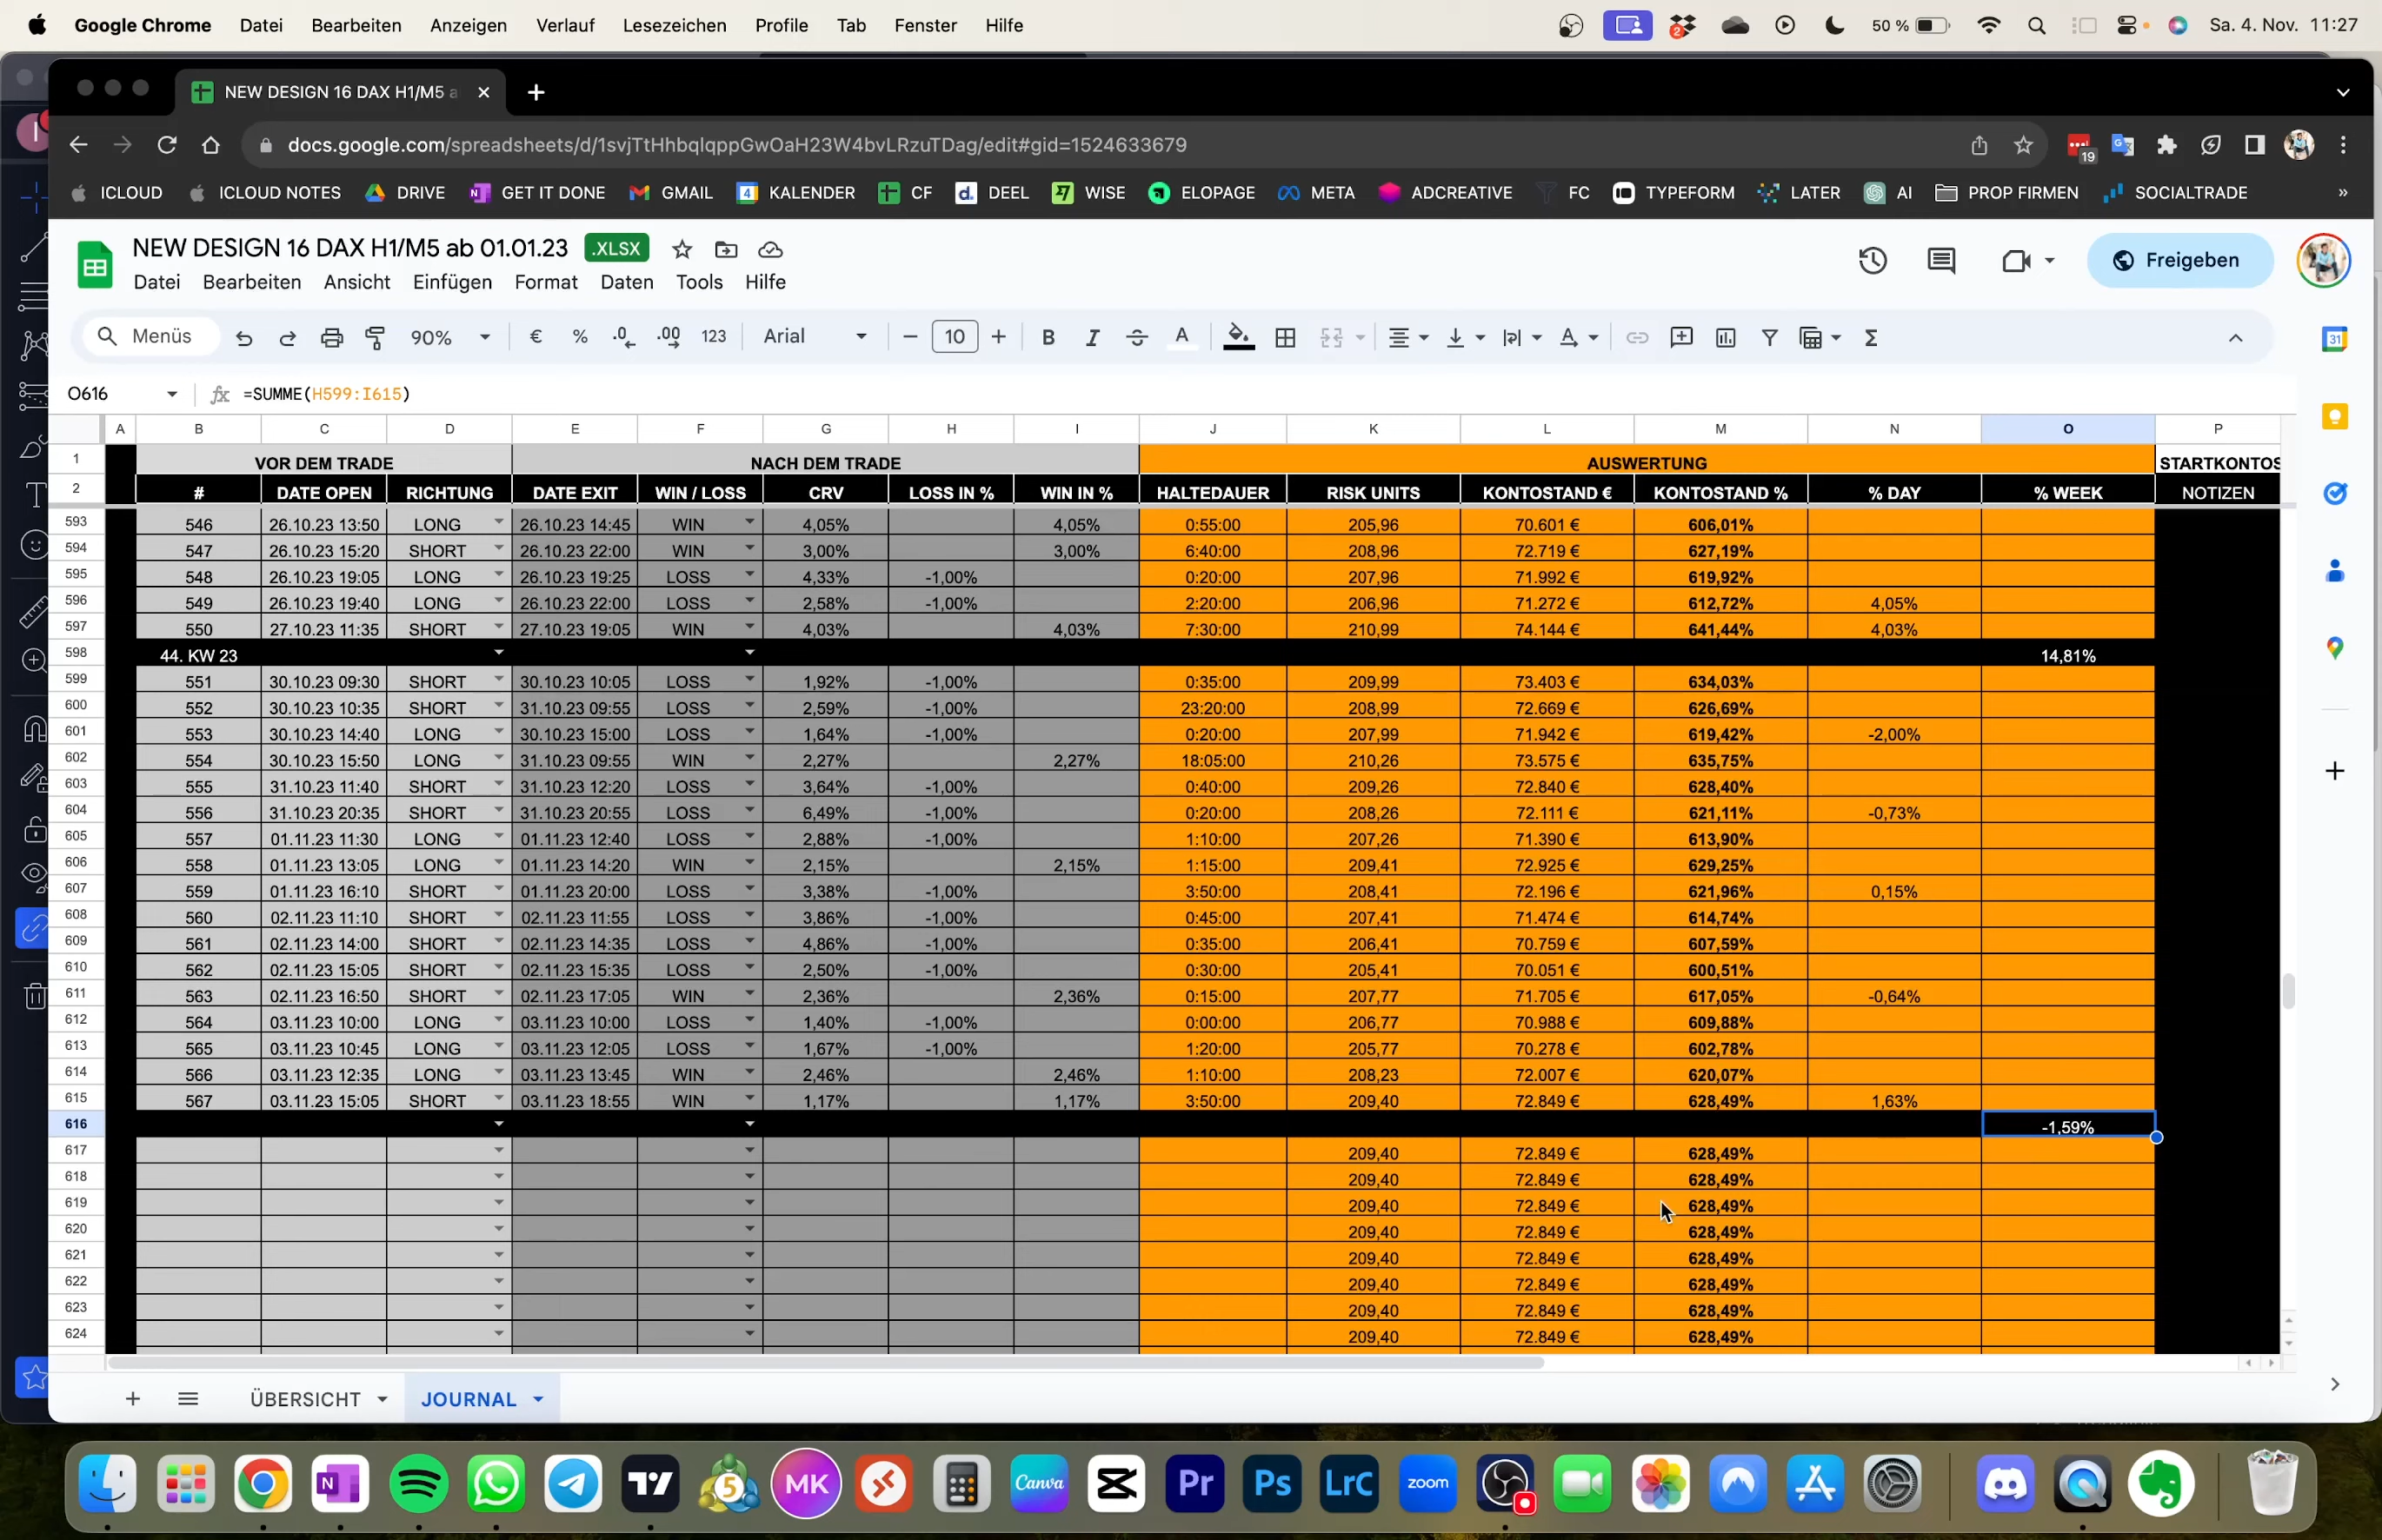 Google Chrome Datei Bearbeiten Anzeigen Verlauf Lesezeichen Profile Tab Fenster Hilfe 2 50 % Sa. 4. Nov. 11:27
NEW DESIGN 16 DAX H1/M5 a
docs.google.com/spreadsheets/d/1svjTtHhbqlqppGwOaH23W4bvLRzuTDag/edit#gid=1524633679 19
ICLOUD ICLOUD NOTES DRIVE GET IT DONE GMAIL KALENDER CF DEEL WISE ELOPAGE META ADCREATIVE FC TYPEFORM LATER AI PROP FIRMEN SOCIALTRADE »
NEW DESIGN 16 DAX H1/M5 ab 01.01.23 .XLSX
Freigeben
Datei Bearbeiten Ansicht Einfügen Format Daten Tools Hilfe
Menüs 90% € % .0 .00 123 Arial 10
O616 fx =SUMME(H599:I615)
A B C D E F G H I J K L M N O P
1 VOR DEM TRADE NACH DEM TRADE AUSWERTUNG STARTKONTOS
2 # DATE OPEN RICHTUNG DATE EXIT WIN / LOSS CRV LOSS IN % WIN IN % HALTEDAUER RISK UNITS KONTOSTAND € KONTOSTAND % % DAY % WEEK NOTIZEN
593 546 26.10.23 13:50 LONG 26.10.23 14:45 WIN 4,05% 4,05% 0:55:00 205,96 70.601 € 606,01%
594 547 26.10.23 15:20 SHORT 26.10.23 22:00 WIN 3,00% 3,00% 6:40:00 208,96 72.719 € 627,19%
595 548 26.10.23 19:05 LONG 26.10.23 19:25 LOSS 4,33% -1,00% 0:20:00 207,96 71.992 € 619,92%
596 549 26.10.23 19:40 LONG 26.10.23 22:00 LOSS 2,58% -1,00% 2:20:00 206,96 71.272 € 612,72% 4,05%
597 550 27.10.23 11:35 SHORT 27.10.23 19:05 WIN 4,03% 4,03% 7:30:00 210,99 74.144 € 641,44% 4,03%
598 44. KW 23 14,81%
599 551 30.10.23 09:30 SHORT 30.10.23 10:05 LOSS 1,92% -1,00% 0:35:00 209,99 73.403 € 634,03%
600 552 30.10.23 10:35 SHORT 31.10.23 09:55 LOSS 2,59% -1,00% 23:20:00 208,99 72.669 € 626,69%
601 553 30.10.23 14:40 LONG 30.10.23 15:00 LOSS 1,64% -1,00% 0:20:00 207,99 71.942 € 619,42% -2,00%
602 554 30.10.23 15:50 LONG 31.10.23 09:55 WIN 2,27% 2,27% 18:05:00 210,26 73.575 € 635,75%
603 555 31.10.23 11:40 SHORT 31.10.23 12:20 LOSS 3,64% -1,00% 0:40:00 209,26 72.840 € 628,40%
604 556 31.10.23 20:35 SHORT 31.10.23 20:55 LOSS 6,49% -1,00% 0:20:00 208,26 72.111 € 621,11% -0,73%
605 557 01.11.23 11:30 LONG 01.11.23 12:40 LOSS 2,88% -1,00% 1:10:00 207,26 71.390 € 613,90%
606 558 01.11.23 13:05 LONG 01.11.23 14:20 WIN 2,15% 2,15% 1:15:00 209,41 72.925 € 629,25%
607 559 01.11.23 16:10 SHORT 01.11.23 20:00 LOSS 3,38% -1,00% 3:50:00 208,41 72.196 € 621,96% 0,15%
608 560 02.11.23 11:10 SHORT 02.11.23 11:55 LOSS 3,86% -1,00% 0:45:00 207,41 71.474 € 614,74%
609 561 02.11.23 14:00 SHORT 02.11.23 14:35 LOSS 4,86% -1,00% 0:35:00 206,41 70.759 € 607,59%
610 562 02.11.23 15:05 SHORT 02.11.23 15:35 LOSS 2,50% -1,00% 0:30:00 205,41 70.051 € 600,51%
611 563 02.11.23 16:50 SHORT 02.11.23 17:05 WIN 2,36% 2,36% 0:15:00 207,77 71.705 € 617,05% -0,64%
612 564 03.11.23 10:00 LONG 03.11.23 10:00 LOSS 1,40% -1,00% 0:00:00 206,77 70.988 € 609,88%
613 565 03.11.23 10:45 LONG 03.11.23 12:05 LOSS 1,67% -1,00% 1:20:00 205,77 70.278 € 602,78%
614 566 03.11.23 12:35 LONG 03.11.23 13:45 WIN 2,46% 2,46% 1:10:00 208,23 72.007 € 620,07%
615 567 03.11.23 15:05 SHORT 03.11.23 18:55 WIN 1,17% 1,17% 3:50:00 209,40 72.849 € 628,49% 1,63%
616 -1,59%
617 209,40 72.849 € 628,49%
618 209,40 72.849 € 628,49%
619 209,40 72.849 € 628,49%
620 209,40 72.849 € 628,49%
621 209,40 72.849 € 628,49%
622 209,40 72.849 € 628,49%
623 209,40 72.849 € 628,49%
624 209,40 72.849 € 628,49%
ÜBERSICHT JOURNAL
5 MK Canva Pr Ps LrC zoom